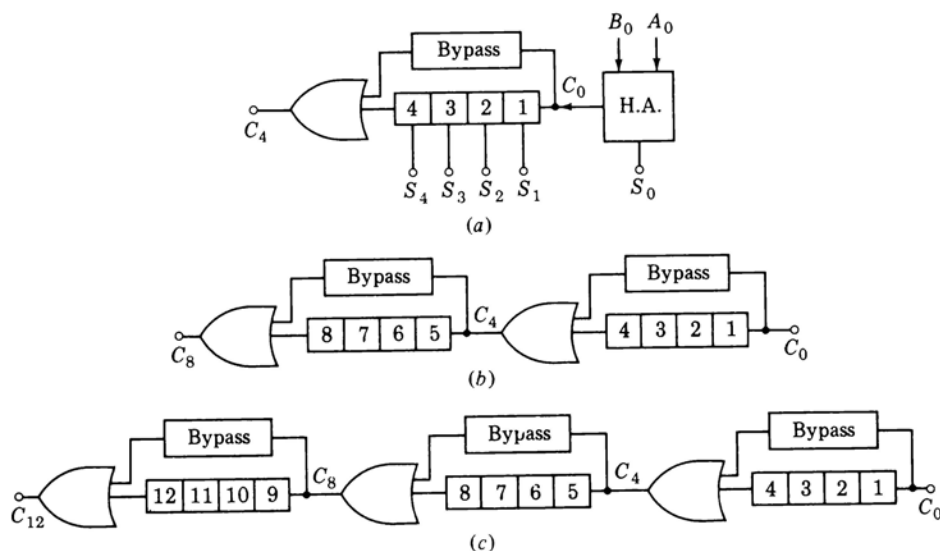 B0 A0
Bypass
C0
H.A.
4 3 2 1
C4
S4 S3 S2 S1
S0
(a)
Bypass
Bypass
C4
8 7 6 5
4 3 2 1
C8
C0
(b)
Bypass
Bypass
Bypass
C8
C4
12 11 10 9
8 7 6 5
4 3 2 1
C12
C0
(c)